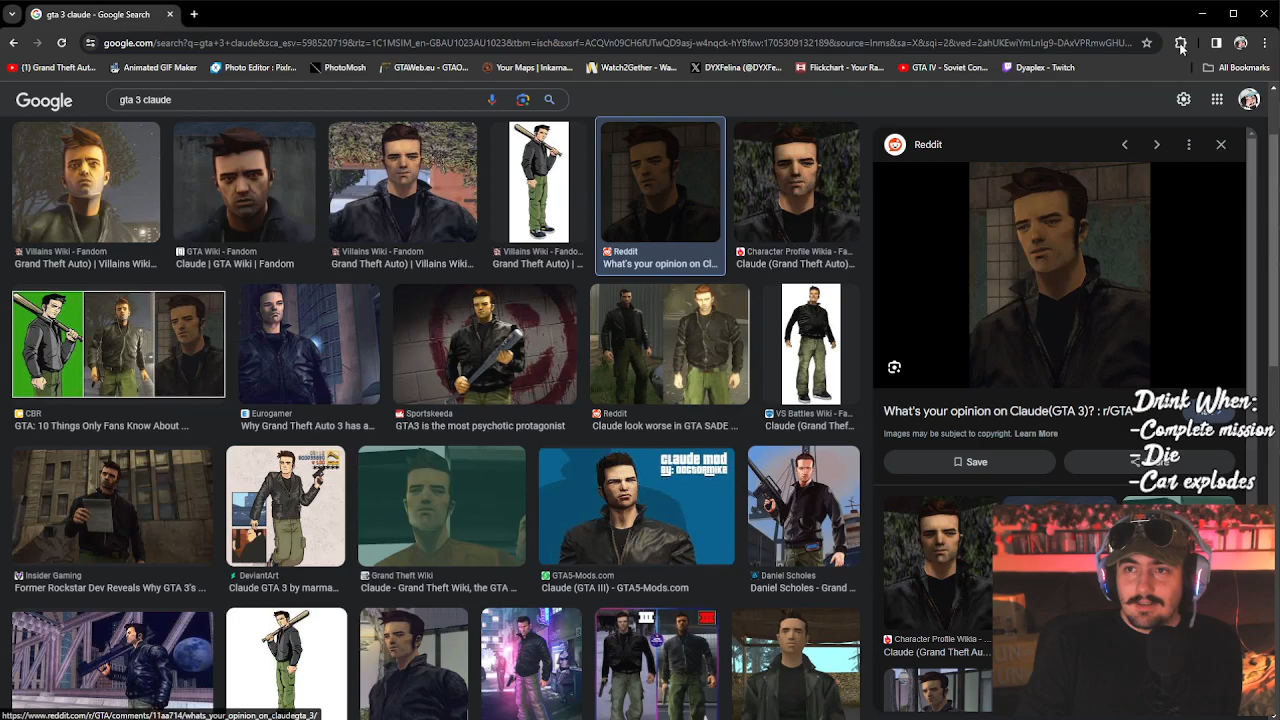 gta 3 claude - Google Search
google.com/search?q=gta+3+claude&sca_esv=598520719&rlz=1C1MSIM_en-GBAU1023AU1023&tbm=isch&sxsrf=
(1) Grand Theft Aut...
Animated GIF Maker
Photo Editor : Pixlr...
PhotoMosh
GTAWeb.eu - GTAO...
Your Maps | Inkarna...
Watch2Gether - Wa...
DYXFelina (@DYXFe...
Flickchart - Your Ra...
GTA IV - Soviet Con...
Dyaplex - Twitch
All Bookmarks
Google
gta 3 claude
Reddit
Villains Wiki - Fandom
Grand Theft Auto) | Villains Wiki...
GTA Wiki - Fandom
Claude | GTA Wiki | Fandom
Villains Wiki - Fandom
Grand Theft Auto) | Villains Wiki...
Villains Wiki - Fando...
Grand Theft Auto) | ...
Reddit
What's your opinion on Cl...
Character Profile Wikia - Fa...
Claude (Grand Theft Auto)...
CBR
GTA: 10 Things Only Fans Know About ...
Eurogamer
Why Grand Theft Auto 3 has a...
Sportskeeda
GTA3 is the most psychotic protagonist
Reddit
Claude look worse in GTA SADE ...
VS Battles Wiki - Fa...
Claude (Grand Thef...
What's your opinion on Claude(GTA 3)? : r/GTA
Images may be subject to copyright. Learn More
Save
Drink When:
-Complete mission
-Die
-Car explodes
CLAUDE MOD
BY: DOCTORMIKE
Insider Gaming
Former Rockstar Dev Reveals Why GTA 3's ...
DeviantArt
Claude GTA 3 by marma...
Grand Theft Wiki
Claude - Grand Theft Wiki, the GTA ...
GTA5-Mods.com
Claude (GTA III) - GTA5-Mods.com
Daniel Scholes
Daniel Scholes - Grand ...
Character Profile Wikia - ...
Claude (Grand Theft Au...
https://www.reddit.com/r/GTA/comments/11aa714/whats_your_opinion_on_claudegta_3/